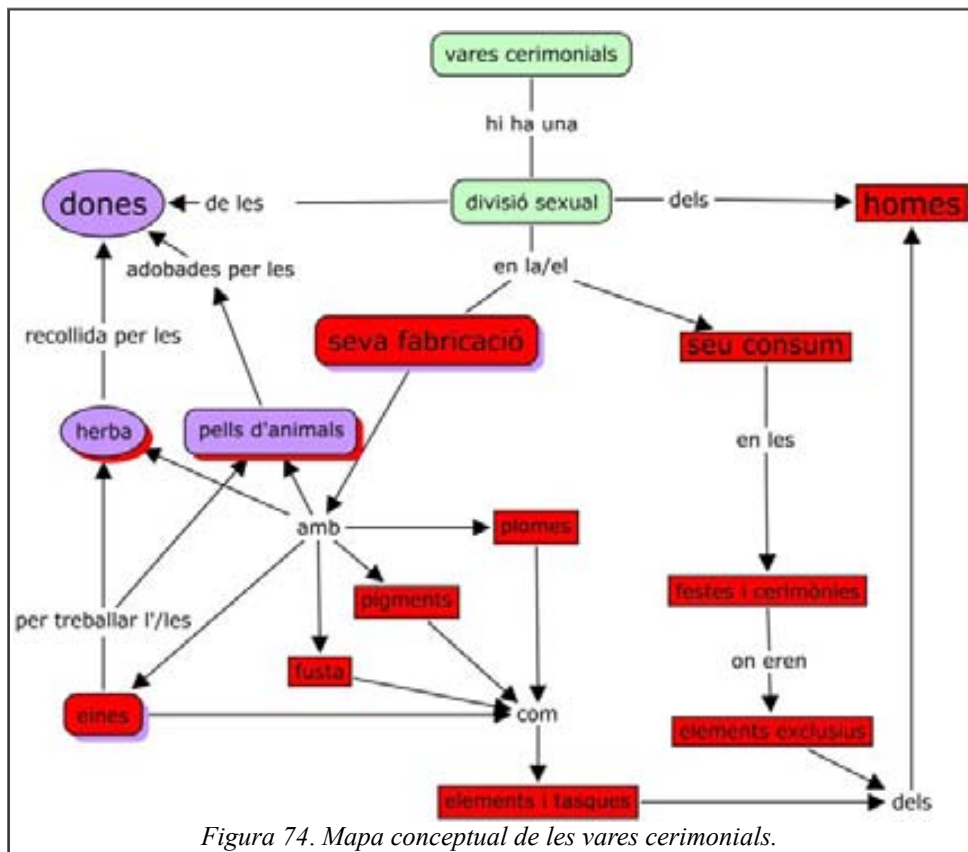 vares cerimonials
hi ha una
dones
de les
divisió sexual
dels
homes
adobades per les
en la/el
recollida per les
seva fabricació
seu consum
herba
pells d'animals
en les
amb
plomes
pigments
festes i cerimònies
per treballar l'/les
fusta
on eren
eines
com
elements exclusius
elements i tasques
dels
Figura 74. Mapa conceptual de les vares cerimonials.